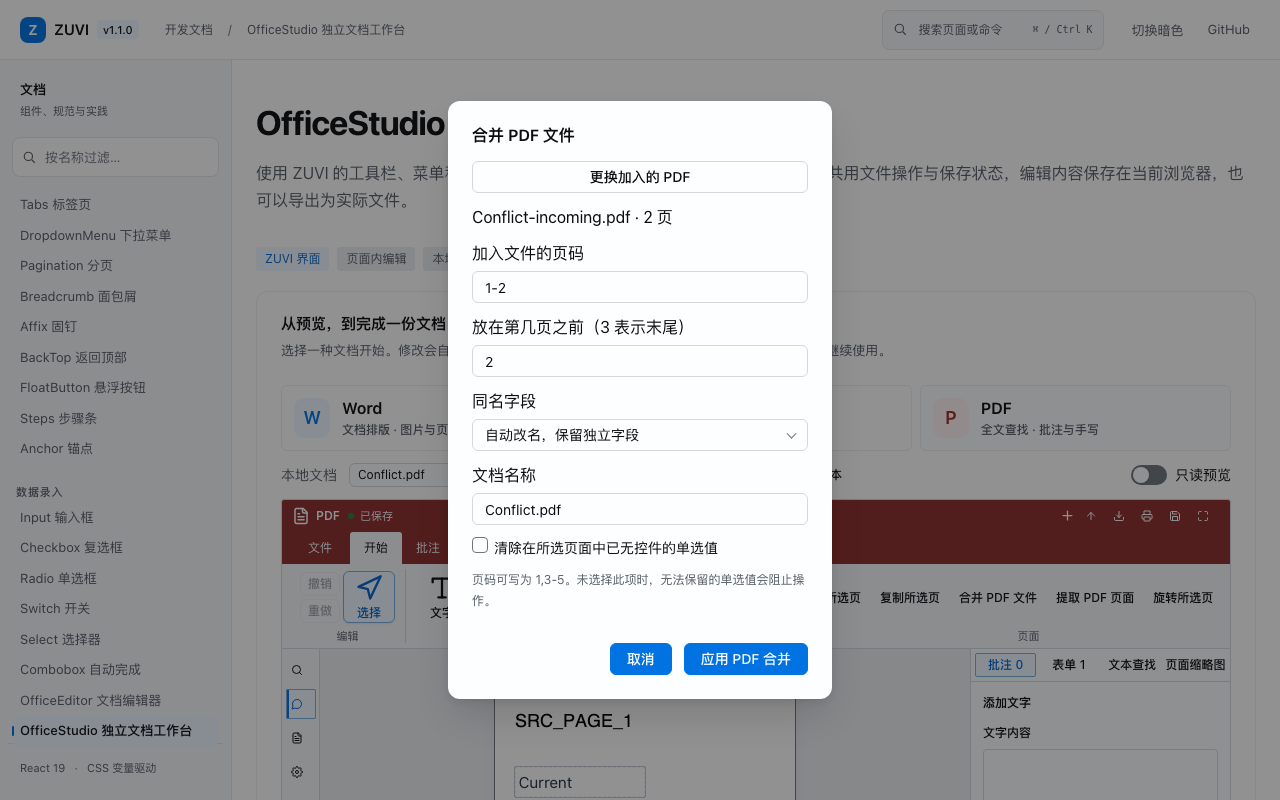 Z ZUVI v1.1.0 开发文档 / OfficeStudio 独立文档工作台 搜索页面或命令 ⌘ / Ctrl K 切换暗色 GitHub
文档
组件、规范与实践
按名称过滤...
Tabs 标签页
DropdownMenu 下拉菜单
Pagination 分页
Breadcrumb 面包屑
Affix 固钉
BackTop 返回顶部
FloatButton 悬浮按钮
Steps 步骤条
Anchor 锚点
数据录入
Input 输入框
Checkbox 复选框
Radio 单选框
Switch 开关
Select 选择器
Combobox 自动完成
OfficeEditor 文档编辑器
OfficeStudio 独立文档工作台
React 19 · CSS 变量驱动
OfficeStudio
使用 ZUVI 的工具栏、菜单 共用文件操作与保存状态，编辑内容保存在当前浏览器，也
可以导出为实际文件。
ZUVI 界面 页面内编辑
从预览，到完成一份文档
选择一种文档开始。修改会自 继续使用。
W Word
文档排版 · 图片与页
P PDF
全文查找 · 批注与手写
本地文档 Conflict.pdf 本 只读预览
PDF 已保存
文件 开始 批注
撤销
重做
选择
编辑
文字
所选页 复制所选页 合并 PDF 文件 提取 PDF 页面 旋转所选页
页面
批注 0 表单 1 文本查找 页面缩略图
添加文字
文字内容
SRC_PAGE_1
Current
合并 PDF 文件
更换加入的 PDF
Conflict-incoming.pdf · 2 页
加入文件的页码
1-2
放在第几页之前（3 表示末尾）
2
同名字段
自动改名，保留独立字段
文档名称
Conflict.pdf
清除在所选页面中已无控件的单选值
页码可写为 1,3-5。未选择此项时，无法保留的单选值会阻止操
作。
取消 应用 PDF 合并